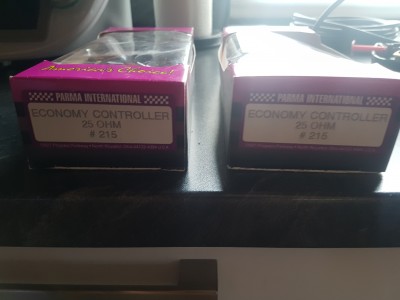 America's Choice!
PARMA INTERNATIONAL
ECONOMY CONTROLLER
25 OHM
# 215
PARMA INTERNATIONAL
ECONOMY CONTROLLER
25 OHM
# 215